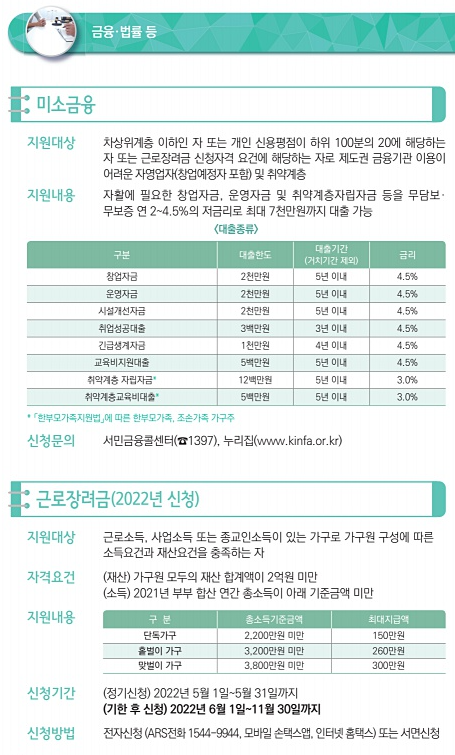 금융·법률 등
미소금융
지원대상 차상위계층 이하인 자 또는 개인 신용평점이 하위 100분의 20에 해당하는
자 또는 근로장려금 신청자격 요건에 해당하는 자로 제도권 금융기관 이용이
어려운 자영업자(창업예정자 포함) 및 취약계층
지원내용 자활에 필요한 창업자금, 운영자금 및 취약계층자립자금 등을 무담보·
무보증 연 2~4.5%의 저금리로 최대 7천만원까지 대출 가능
<대출종류>
구분 대출한도 대출기간 (거치기간 제외) 금리
창업자금 2천만원 5년 이내 4.5%
운영자금 2천만원 5년 이내 4.5%
시설개선자금 2천만원 5년 이내 4.5%
취업성공대출 3백만원 3년 이내 4.5%
긴급생계자금 1천만원 4년 이내 4.5%
교육비지원대출 5백만원 5년 이내 4.5%
취약계층 자립자금* 12백만원 5년 이내 3.0%
취약계층교육비대출* 5백만원 5년 이내 3.0%
* 「한부모가족지원법」에 따른 한부모가족, 조손가족 가구주
신청문의 서민금융콜센터(☎1397), 누리집(www.kinfa.or.kr)
근로장려금(2022년 신청)
지원대상 근로소득, 사업소득 또는 종교인소득이 있는 가구로 가구원 구성에 따른
소득요건과 재산요건을 충족하는 자
자격요건 (재산) 가구원 모두의 재산 합계액이 2억원 미만
(소득) 2021년 부부 합산 연간 총소득이 아래 기준금액 미만
지원내용 구 분 총소득기준금액 최대지급액
단독가구 2,200만원 미만 150만원
홑벌이 가구 3,200만원 미만 260만원
맞벌이 가구 3,800만원 미만 300만원
신청기간 (정기신청) 2022년 5월 1일~5월 31일까지
(기한 후 신청) 2022년 6월 1일~11월 30일까지
신청방법 전자신청 (ARS전화 1544-9944, 모바일 손택스앱, 인터넷 홈택스) 또는 서면신청